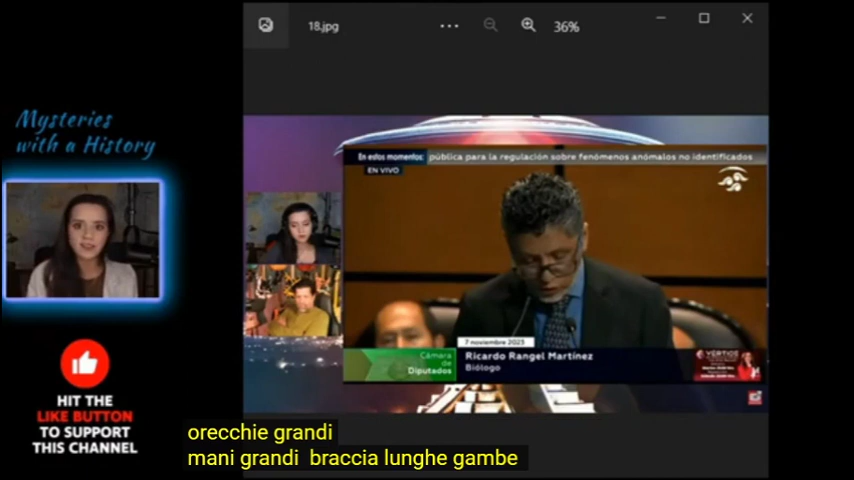 18.jpg
36%
Mysteries
with a History
En estos momentos: pública para la regulación sobre fenómenos anómalos no identificados
EN VIVO
7 noviembre 2023
Cámara
de
Diputados
Ricardo Rangel Martínez
Biólogo
VERTIGO
HIT THE
LIKE BUTTON
TO SUPPORT
THIS CHANNEL
orecchie grandi
mani grandi braccia lunghe gambe